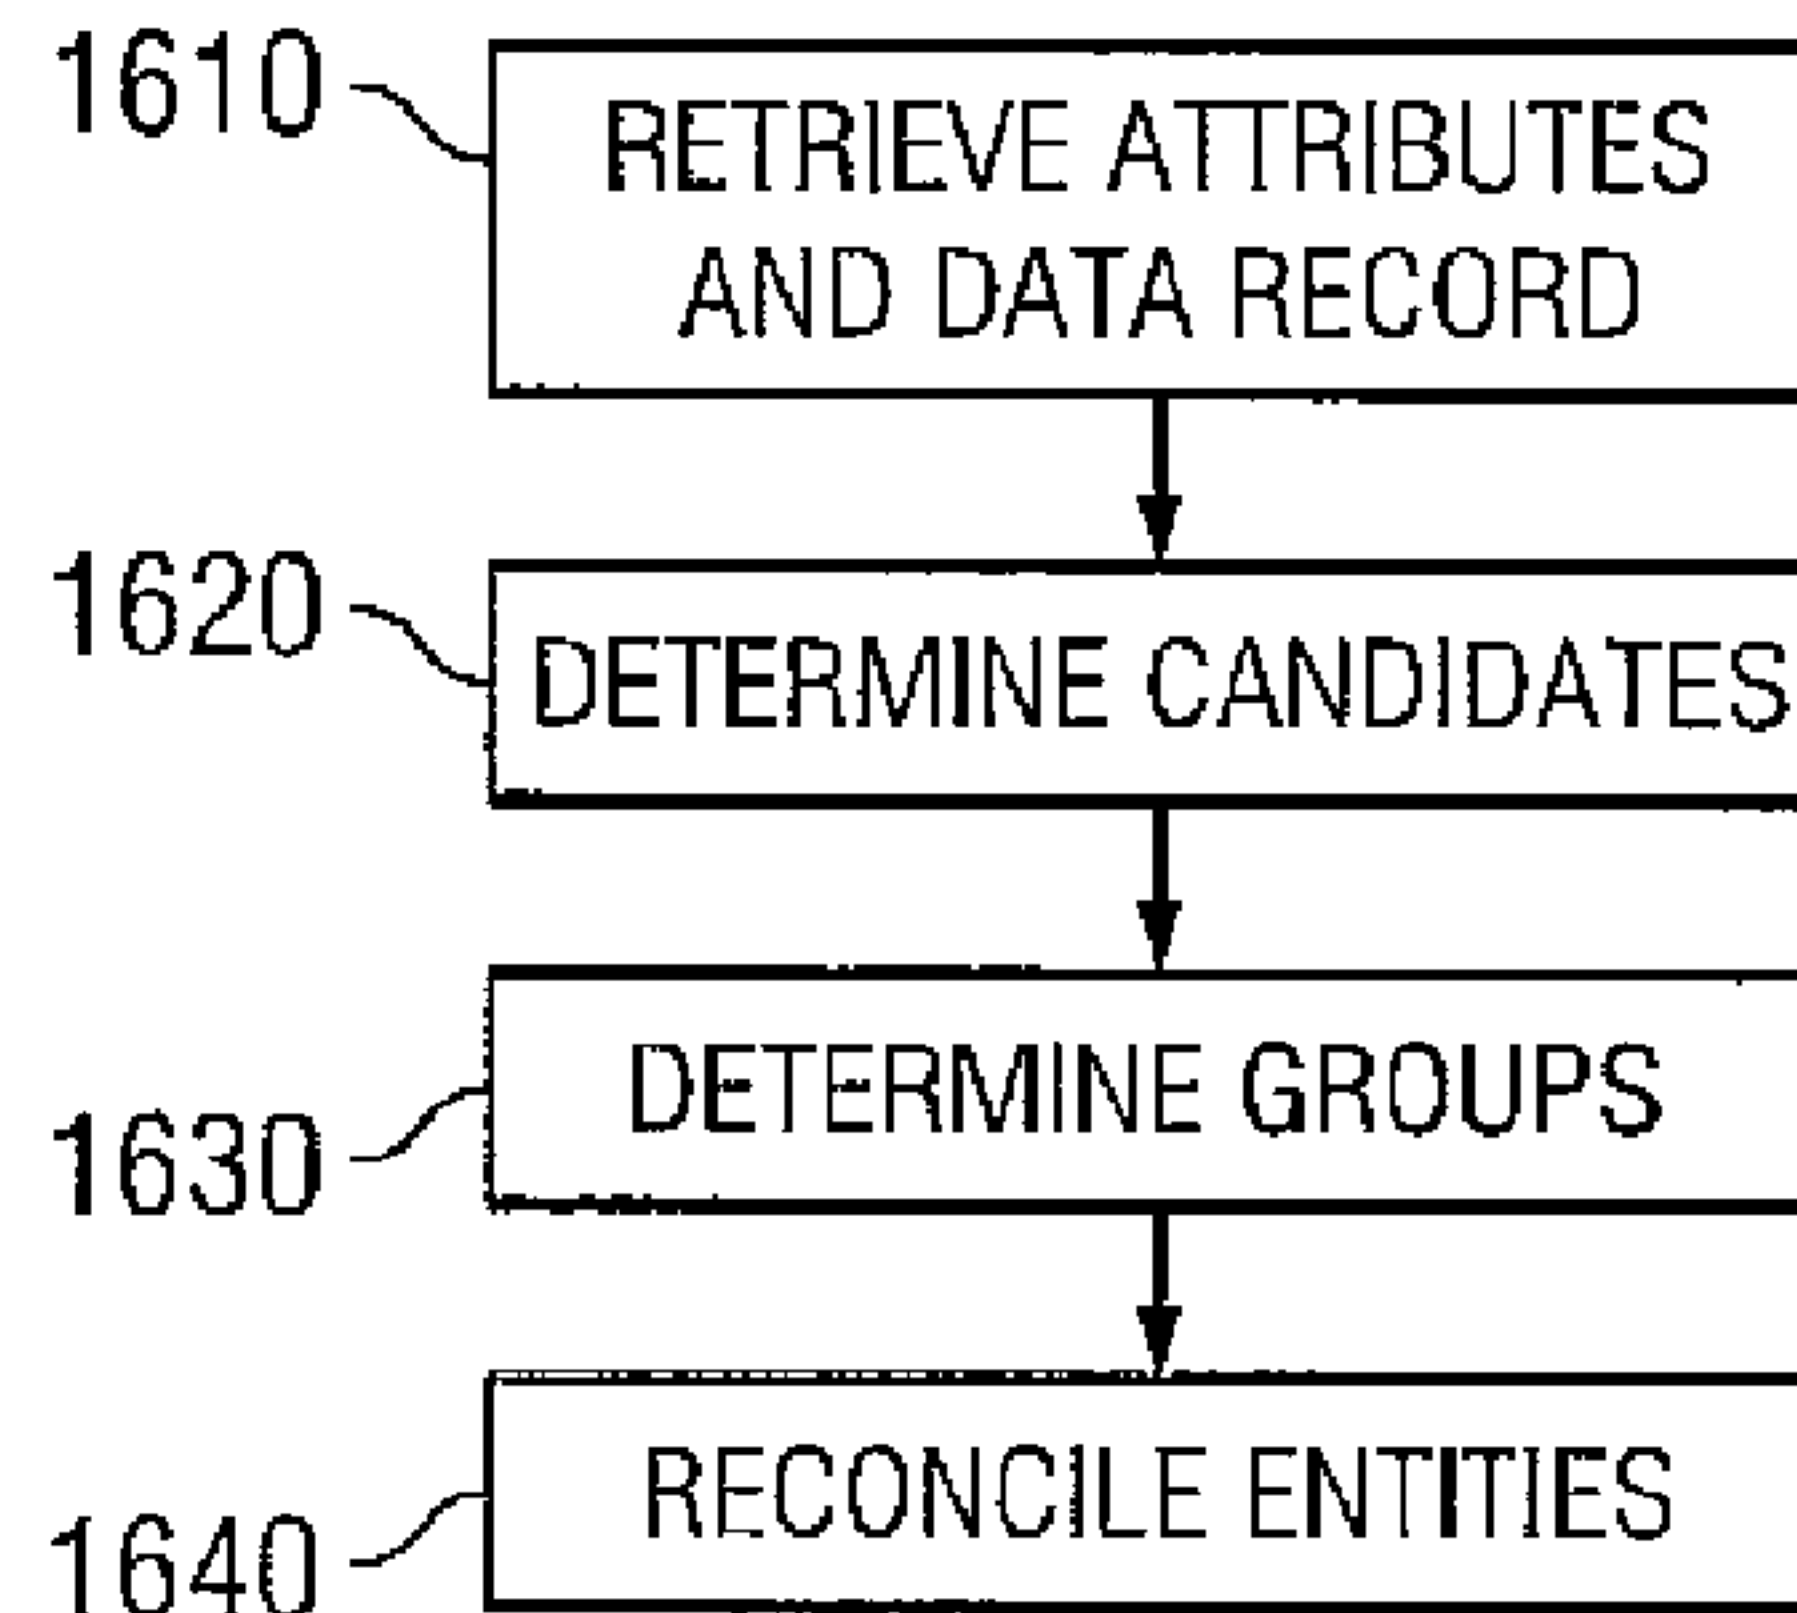 1610
RETRIEVE ATTRIBUTES
AND DATA RECORD
1620
DETERMINE CANDIDATES
1630
DETERMINE GROUPS
1640
RECONCILE ENTITIES